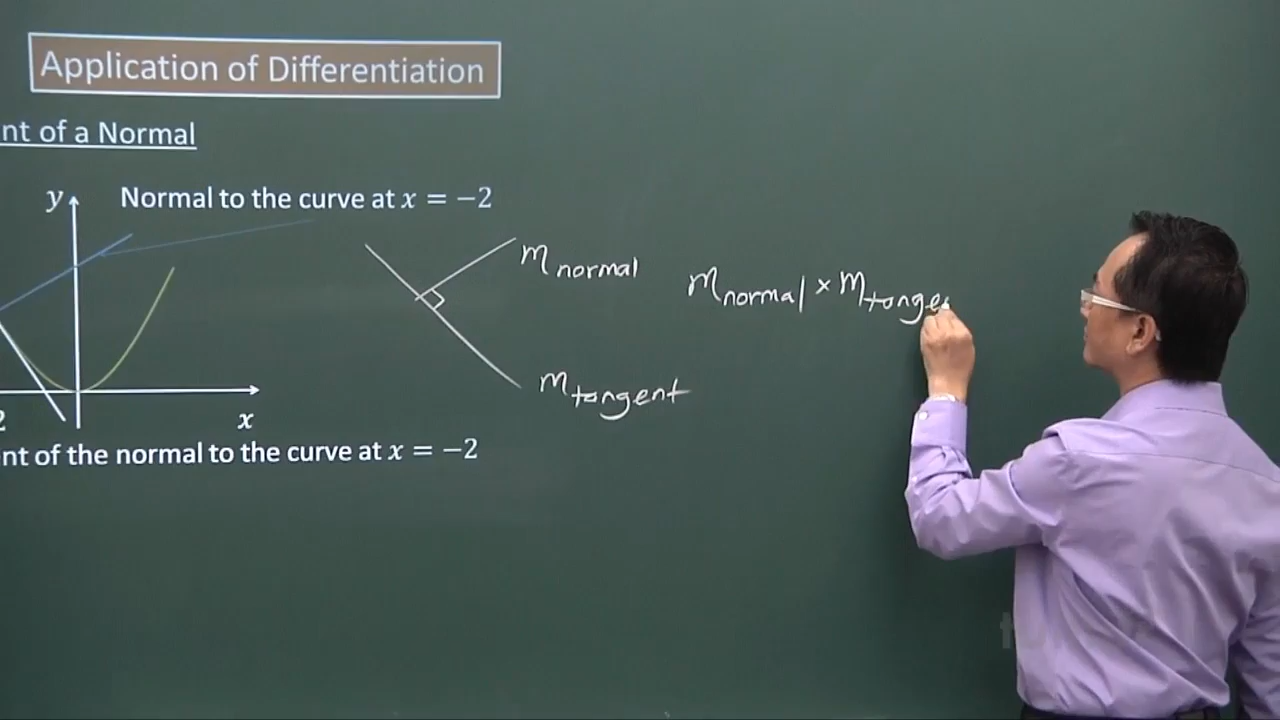 Application of Differentiation
nt of a Normal
y
Normal to the curve at x = −2
m normal
m normal × m tange
m tangent
2
x
nt of the normal to the curve at x = −2